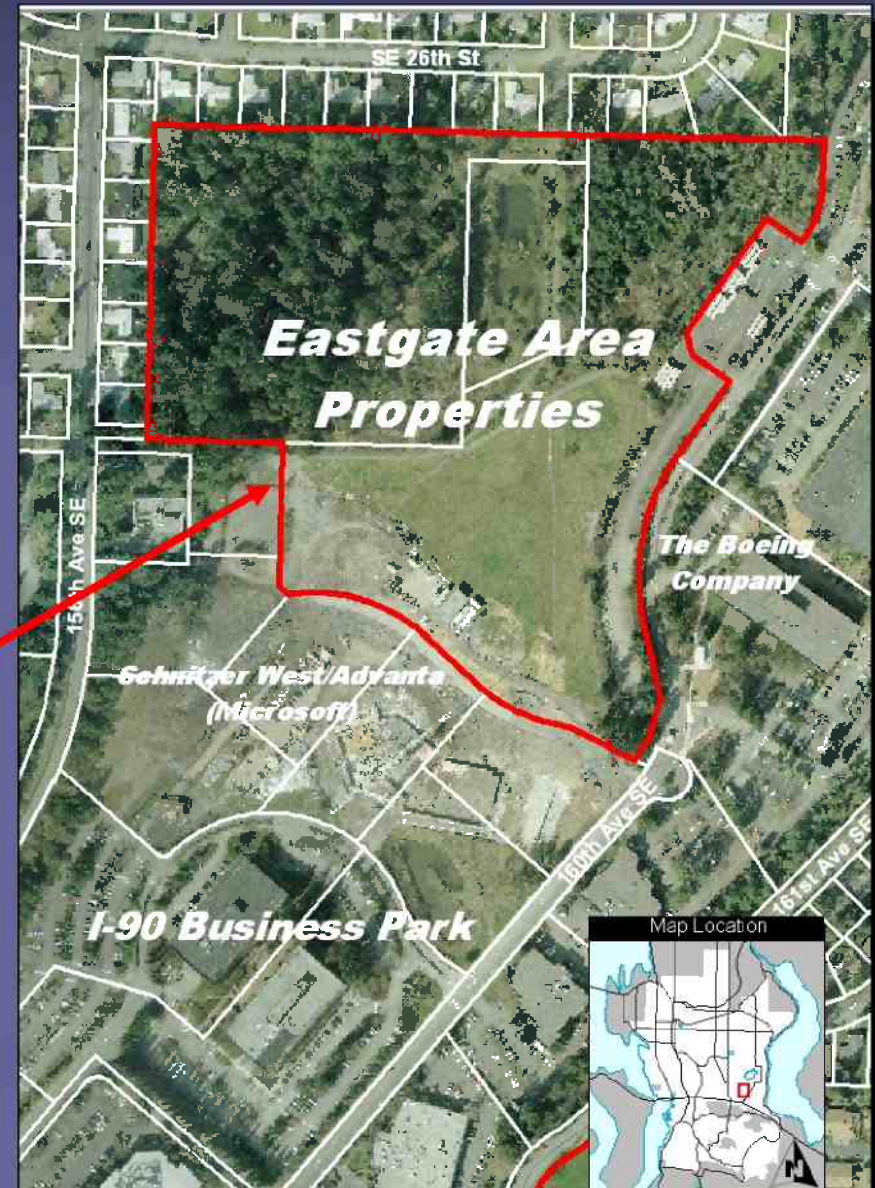 SE 26th St
Eastgate Area
Properties
156th Ave SE
The Boeing
Company
Schnitzer West/Advanta
(Microsoft)
160th Ave SE
161st Ave SE
I-90 Business Park
Map Location
N